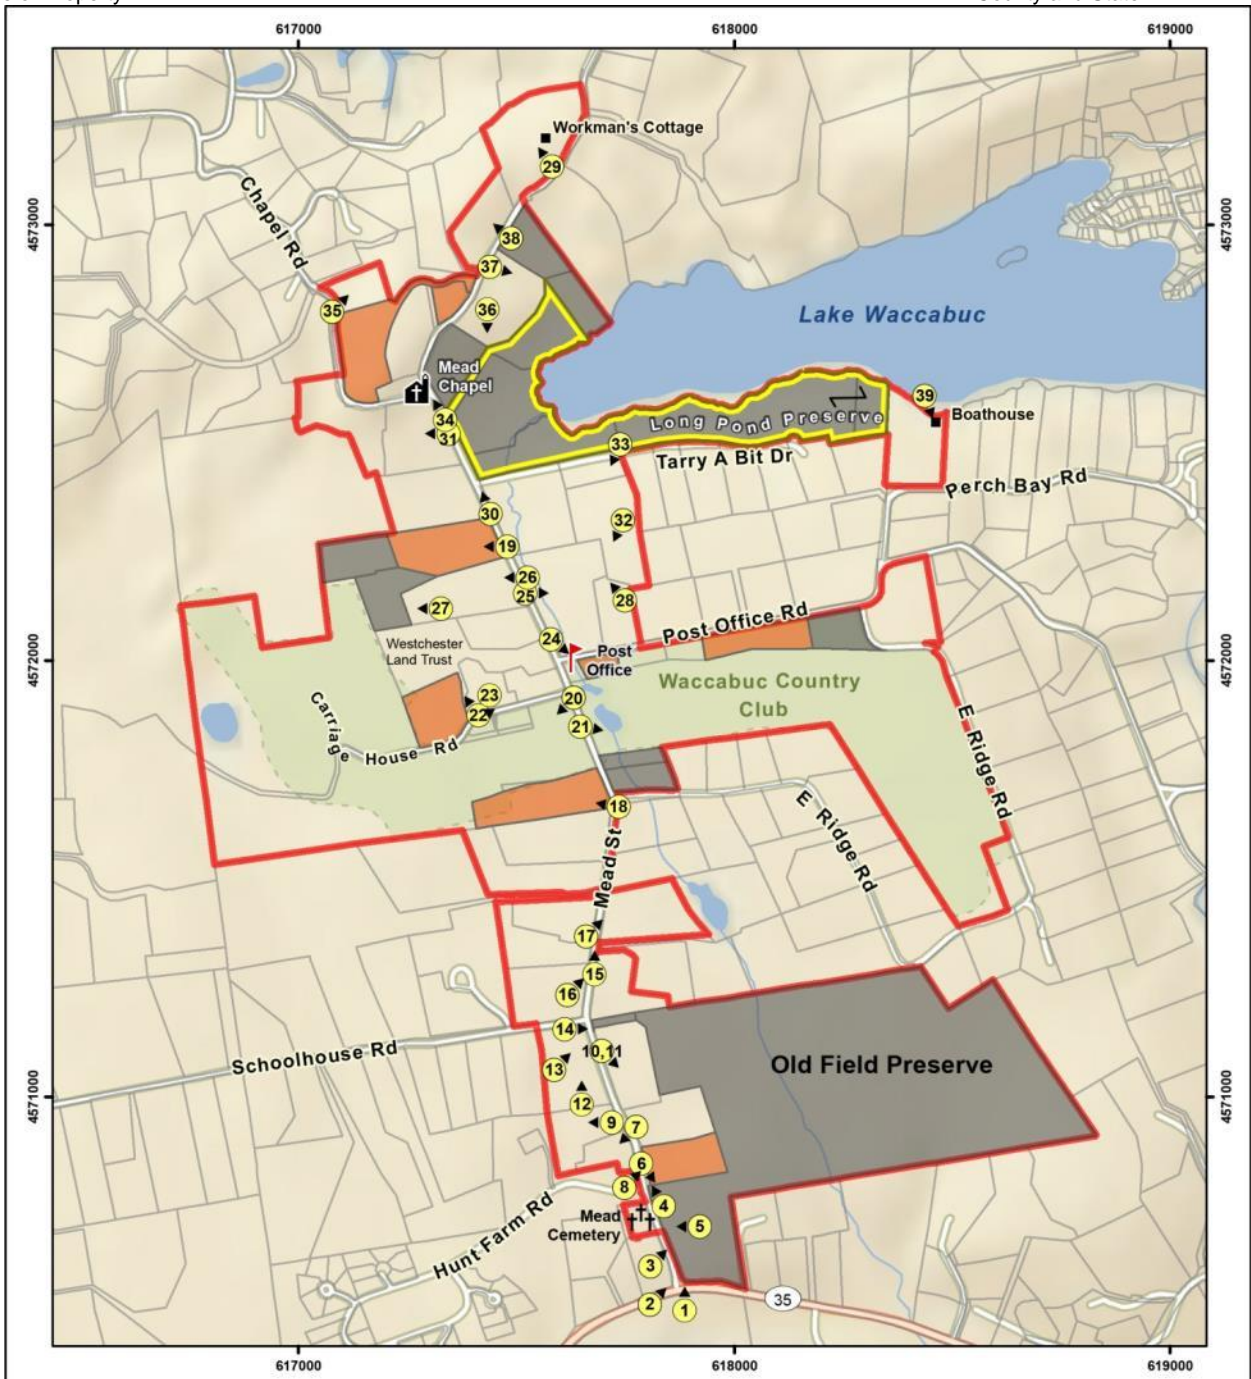 617000
618000
619000
Workman's Cottage
29
Chapel Rd
4573000
4573000
38
37
36
35
Lake Waccabuc
Mead
Chapel
39
Boathouse
34
31
Long Pond Preserve
33
Tarry A Bit Dr
Perch Bay Rd
30
32
19
26
25
27
28
Post Office Rd
24
Westchester
Land Trust
Post
Office
4572000
4572000
Waccabuc Country
Club
23
22
20
21
Carriage House Rd
E Ridge Rd
18
E Ridge Rd
Mead St
17
15
16
14
Schoolhouse Rd
10,11
13
Old Field Preserve
4571000
4571000
12
9
7
6
8
4
Mead
Cemetery
5
Hunt Farm Rd
3
2
1
35
617000
618000
619000